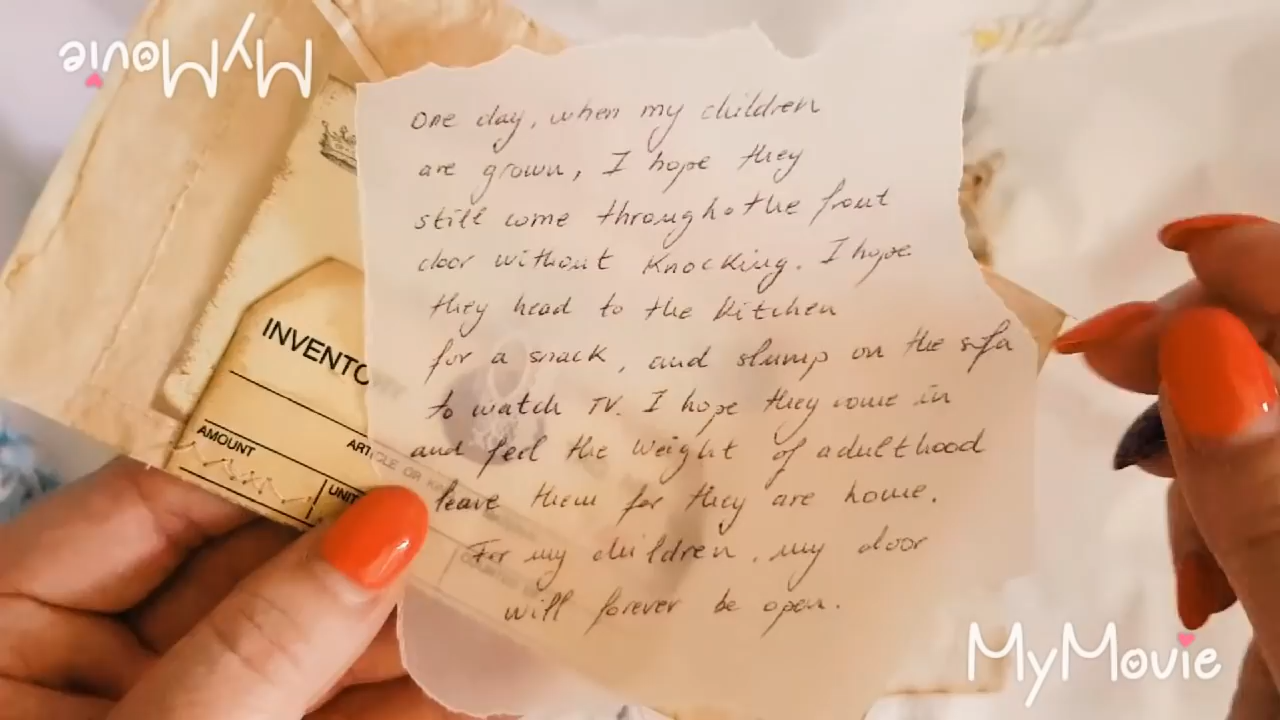 MyMovie
One day, when my children
are grown, I hope they
still come through the front
door without knocking. I hope
they head to the kitchen
for a snack, and slump on the sofa
to watch TV. I hope they come in
and feel the weight of adulthood
leave them for they are home.
For my children, my door
will forever be open.
INVENTORY
AMOUNT
ARTICLE OR
UNIT
MyMovie